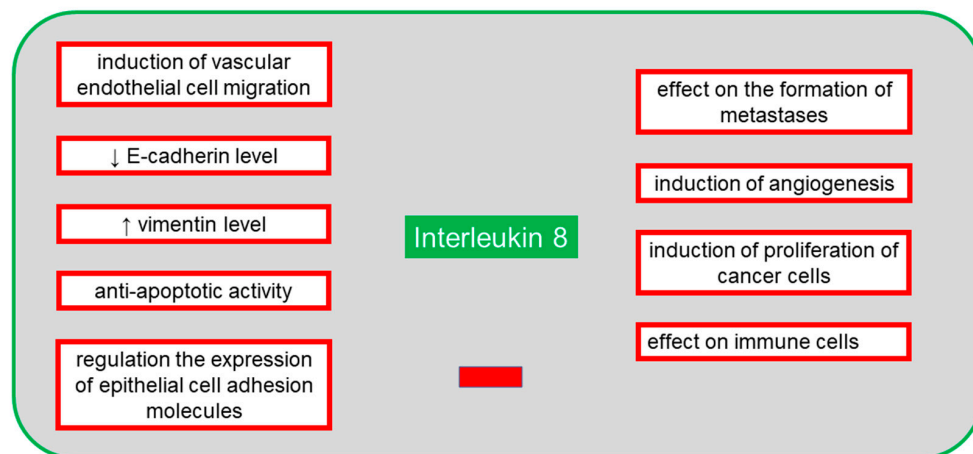 induction of vascular
endothelial cell migration
↓ E-cadherin level
↑ vimentin level
anti-apoptotic activity
regulation the expression
of epithelial cell adhesion
molecules
Interleukin 8
effect on the formation of
metastases
induction of angiogenesis
induction of proliferation of
cancer cells
effect on immune cells